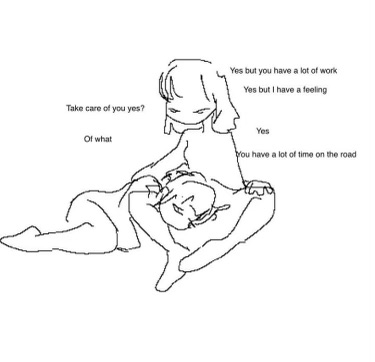 Yes but you have a lot of work
Yes but I have a feeling
Take care of you yes?
Yes
Of what
You have a lot of time on the road